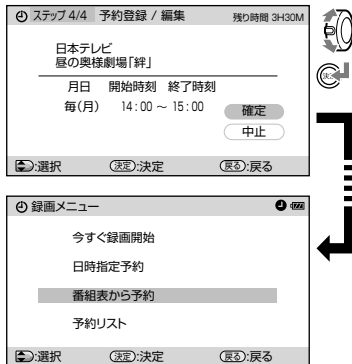 ステップ 4/4 予約登録 / 編集 残り時間 3H30M
日本テレビ
昼の奥様劇場「絆」
月日 開始時刻 終了時刻
毎(月) 14:00 ～ 15:00 確定
中止
:選択 決定:決定 戻る:戻る
決定
録画メニュー
今すぐ録画開始
日時指定予約
番組表から予約
予約リスト
:選択 決定:決定 戻る:戻る